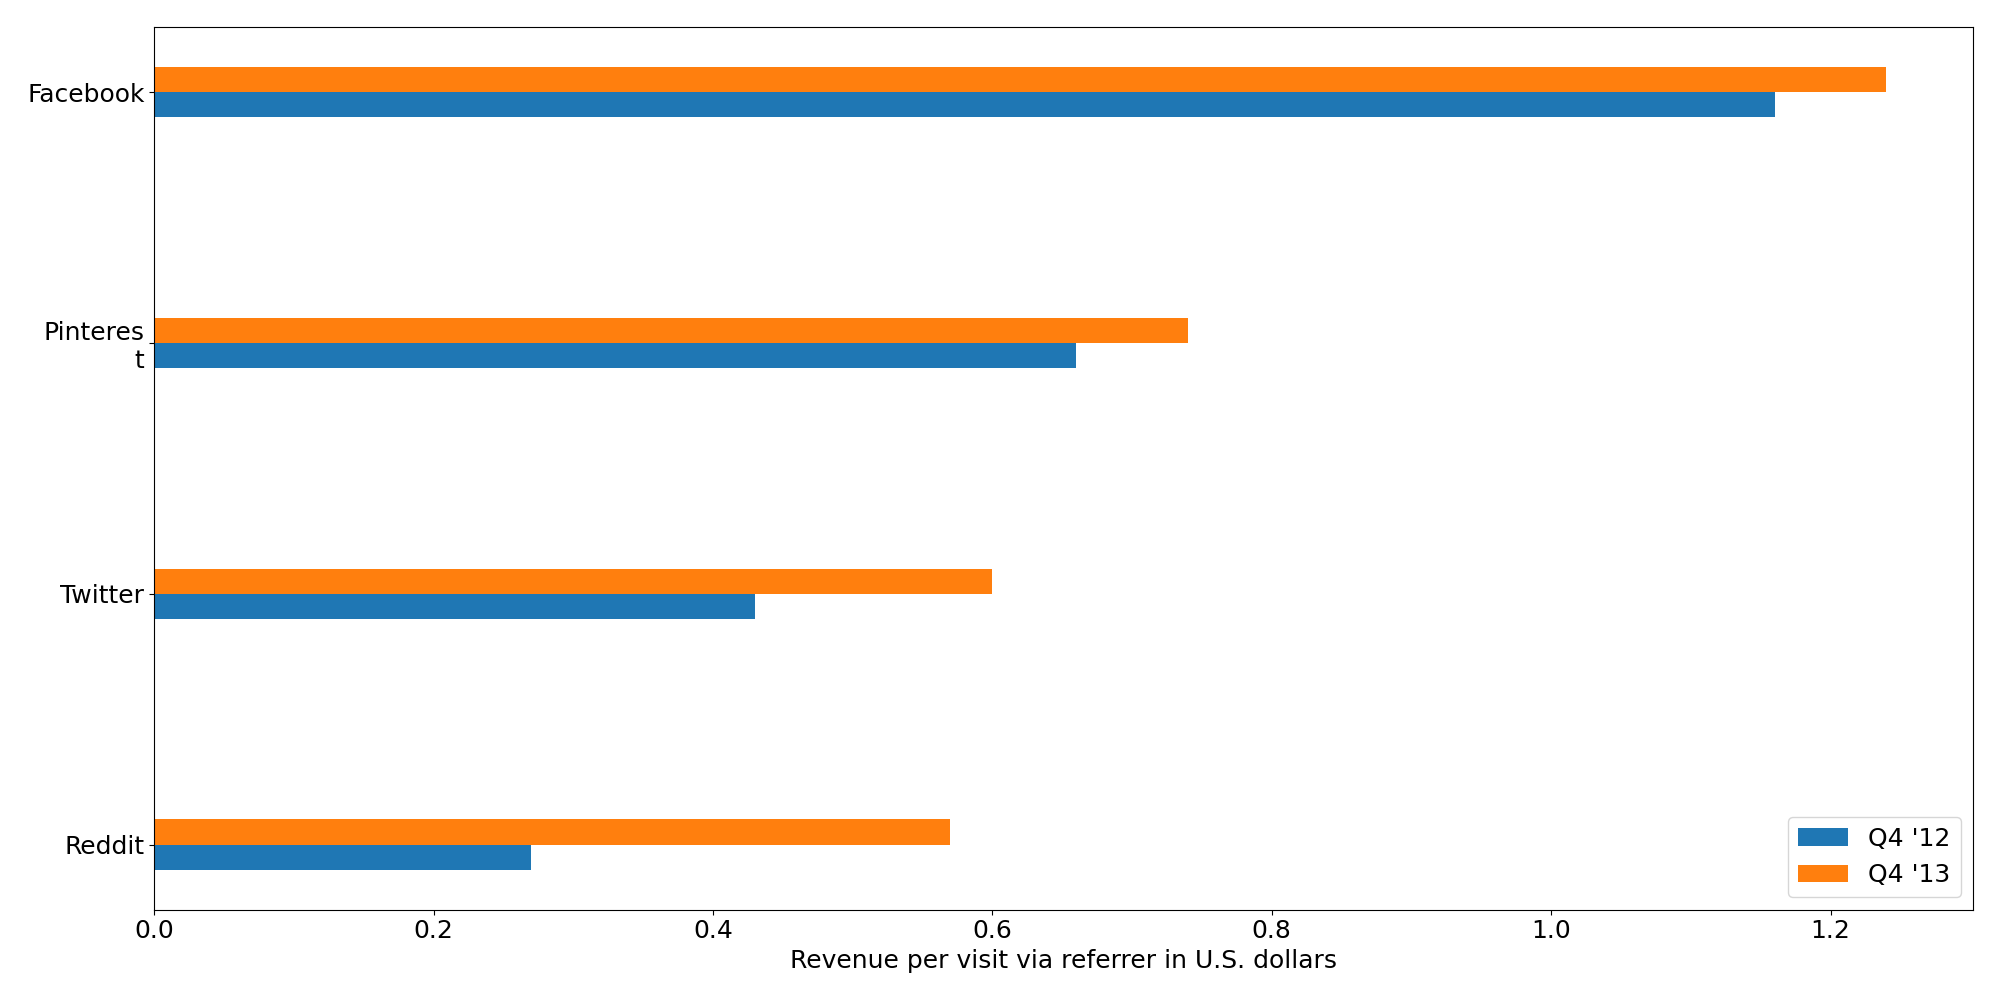 Facebook
Pinteres
t
Twitter
Reddit
Q4 '12
Q4 '13
0.0 0.2 0.4 0.6 0.8 1.0 1.2
Revenue per visit via referrer in U.S. dollars